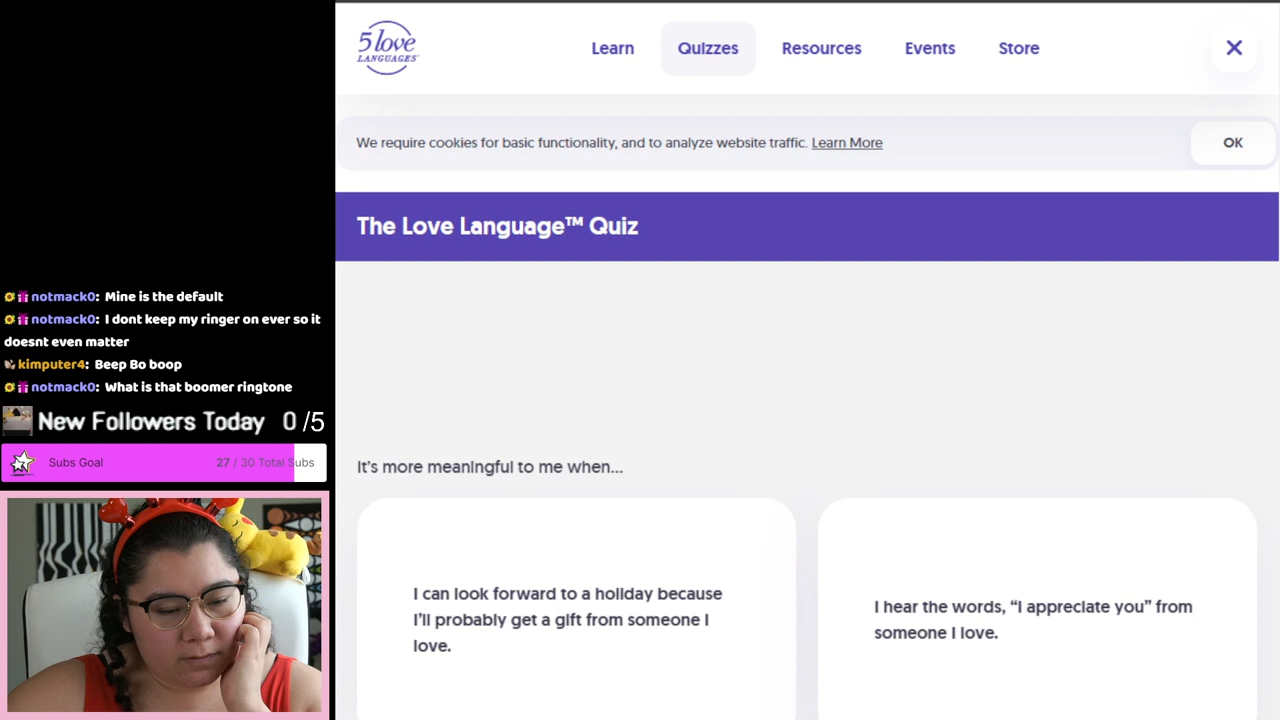 5 love
LANGUAGES™
Learn
Quizzes
Resources
Events
Store
We require cookies for basic functionality, and to analyze website traffic. Learn More
OK
The Love Language™ Quiz
notmack0: Mine is the default
notmack0: I dont keep my ringer on ever so it
doesnt even matter
kimputer4: Beep Bo boop
notmack0: What is that boomer ringtone
New Followers Today 0 /5
Subs Goal 27 / 30 Total Subs
It's more meaningful to me when...
I can look forward to a holiday because
I'll probably get a gift from someone I
love.
I hear the words, “I appreciate you” from
someone I love.